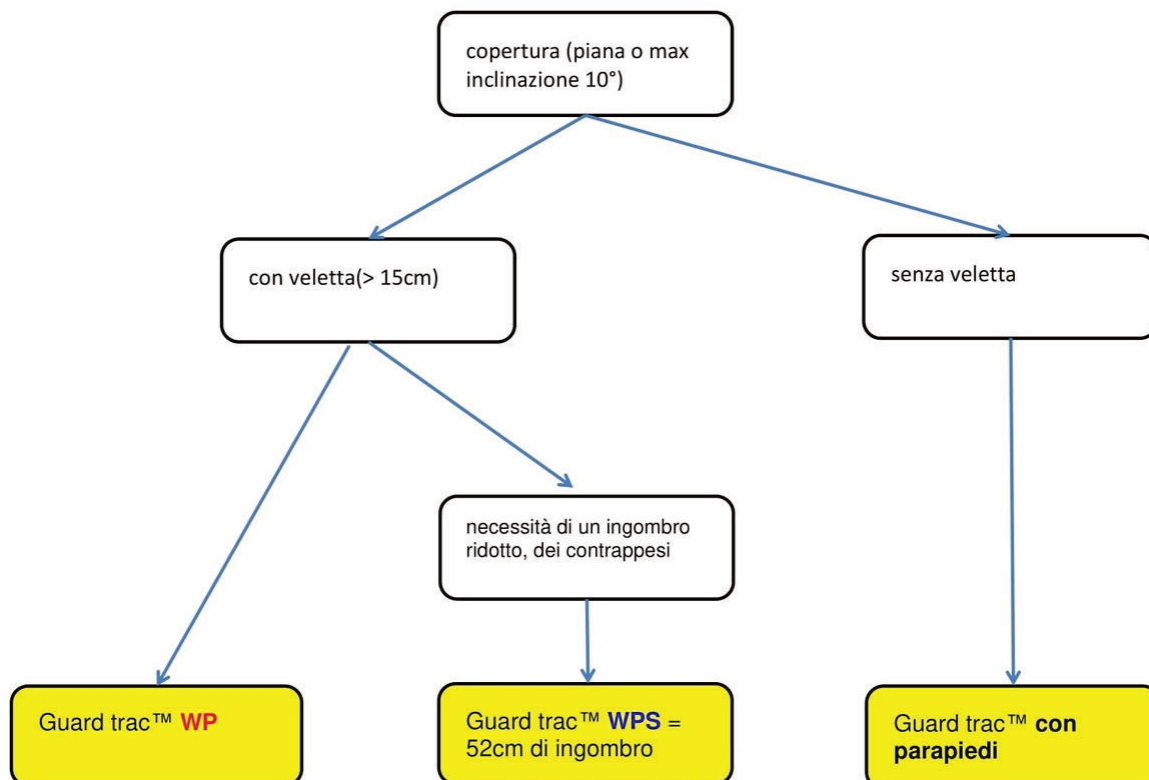 copertura (piana o max
inclinazione 10°)
con veletta(> 15cm)
senza veletta
necessità di un ingombro
ridotto, dei contrappesi
Guard trac™ WP
Guard trac™ WPS =
52cm di ingombro
Guard trac™ con
parapiedi